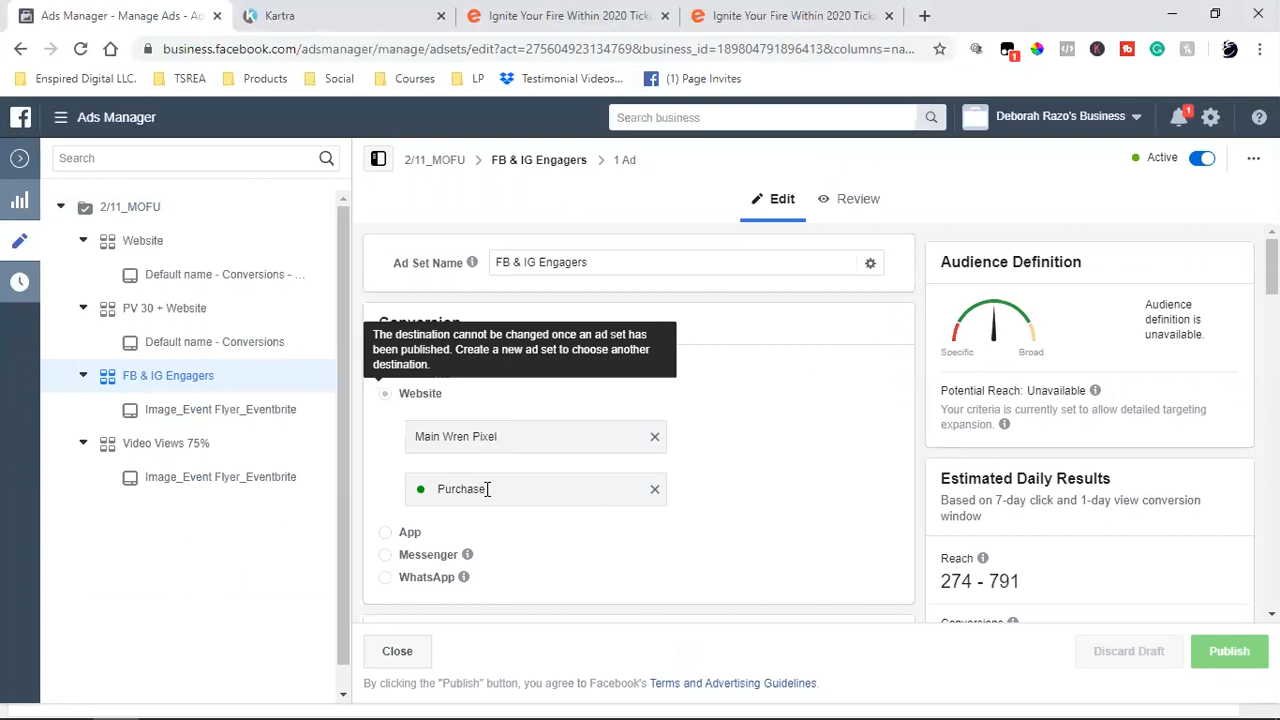 Ads Manager - Manage Ads - Ad S
Kartra
Ignite Your Fire Within 2020 Tick
Ignite Your Fire Within 2020 Tick
business.facebook.com/adsmanager/manage/adsets/edit?act=275604923134769&business_id=189804791896413&columns=na...
Enspired Digital LLC.
TSREA
Products
Social
Courses
LP
Testimonial Videos...
(1) Page Invites
Ads Manager
Search business
Deborah Razo's Business
1
Search
2/11_MOFU
FB & IG Engagers
1 Ad
Active
2/11_MOFU
Website
Default name - Conversions - ...
PV 30 + Website
Default name - Conversions
FB & IG Engagers
Image_Event Flyer_Eventbrite
Video Views 75%
Image_Event Flyer_Eventbrite
Edit
Review
Ad Set Name
FB & IG Engagers
Conversion
The destination cannot be changed once an ad set has
been published. Create a new ad set to choose another
destination.
Website
Main Wren Pixel
Purchase
App
Messenger
WhatsApp
Audience Definition
Specific
Broad
Audience
definition is
unavailable.
Potential Reach: Unavailable
Your criteria is currently set to allow detailed targeting
expansion.
Estimated Daily Results
Based on 7-day click and 1-day view conversion
window
Reach
274 - 791
Conversions
Close
Discard Draft
Publish
By clicking the "Publish" button, you agree to Facebook's Terms and Advertising Guidelines.